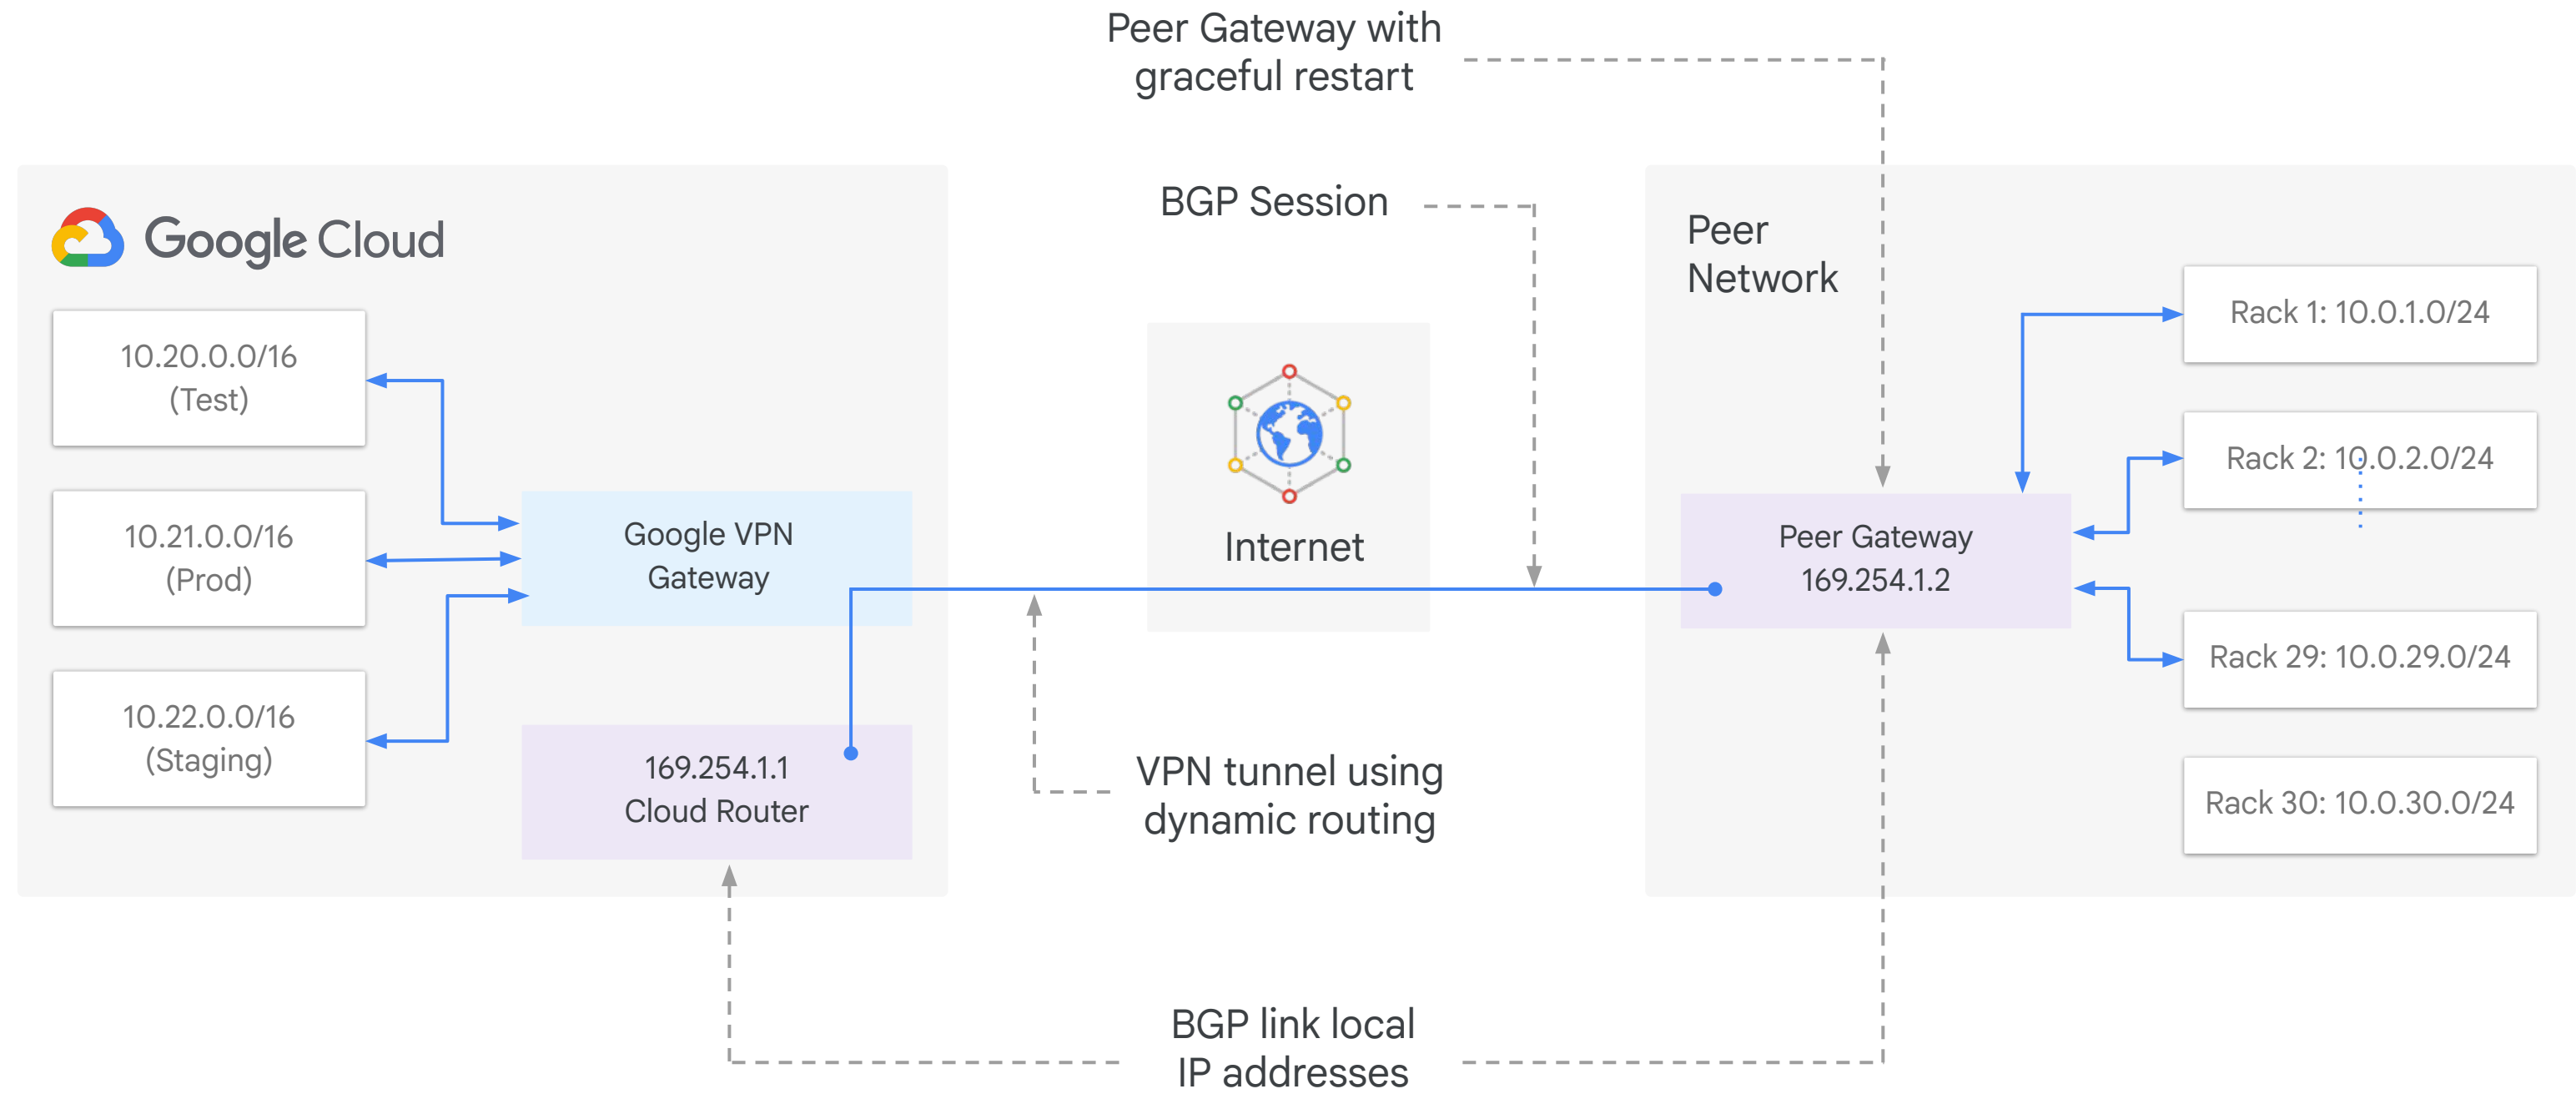 Peer Gateway with
graceful restart
BGP Session
Google Cloud
Peer
Network
10.20.0.0/16
(Test)
10.21.0.0/16
(Prod)
10.22.0.0/16
(Staging)
Google VPN
Gateway
169.254.1.1
Cloud Router
Internet
VPN tunnel using
dynamic routing
Peer Gateway
169.254.1.2
Rack 1: 10.0.1.0/24
Rack 2: 10.0.2.0/24
Rack 29: 10.0.29.0/24
Rack 30: 10.0.30.0/24
BGP link local
IP addresses